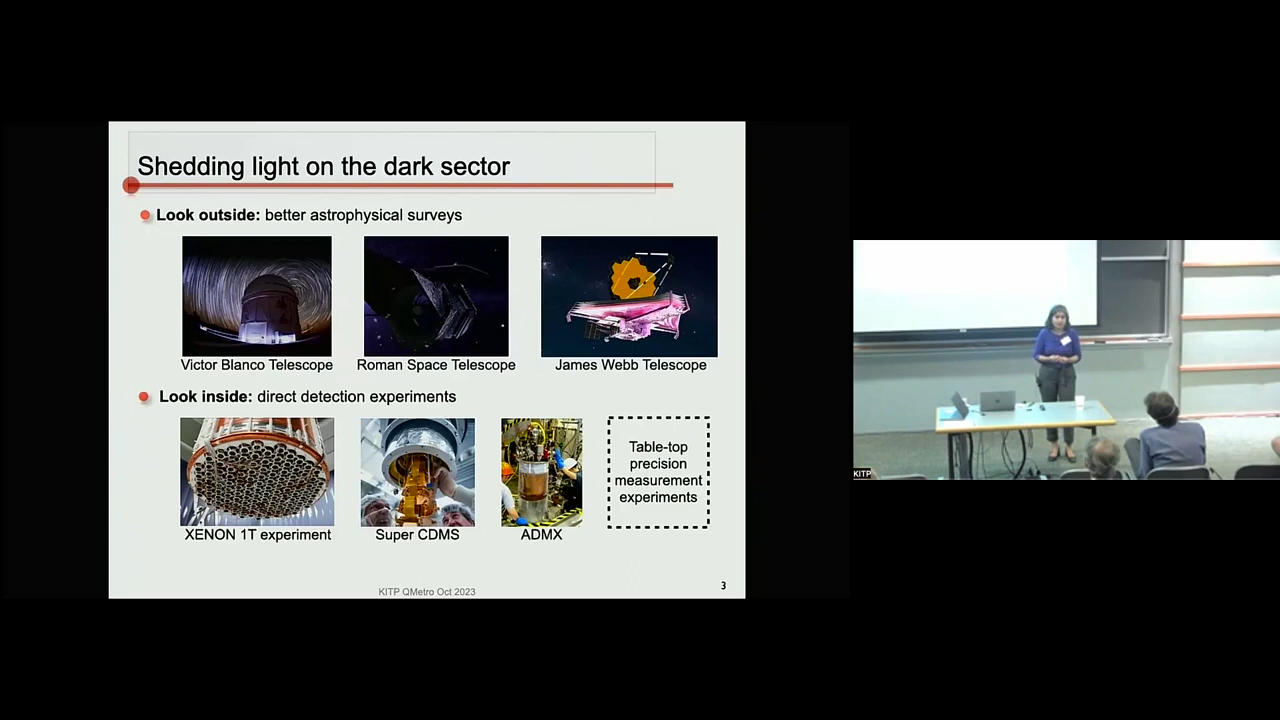 Shedding light on the dark sector
Look outside: better astrophysical surveys
Victor Blanco Telescope
Roman Space Telescope
James Webb Telescope
Look inside: direct detection experiments
Table-top
precision
measurement
experiments
XENON 1T experiment
Super CDMS
ADMX
KITP QMetro Oct 2023
3
KITP